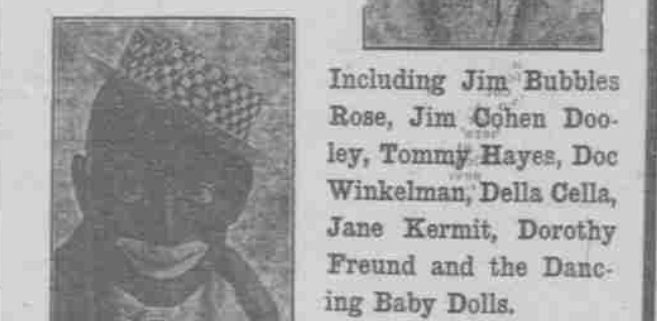 Including Jim Bubbles
Rose, Jim Cohen Doo-
ley, Tommy Hayes, Doc
Winkelman, Della Cella,
Jane Kermit, Dorothy
Freund and the Danc-
ing Baby Dolls.